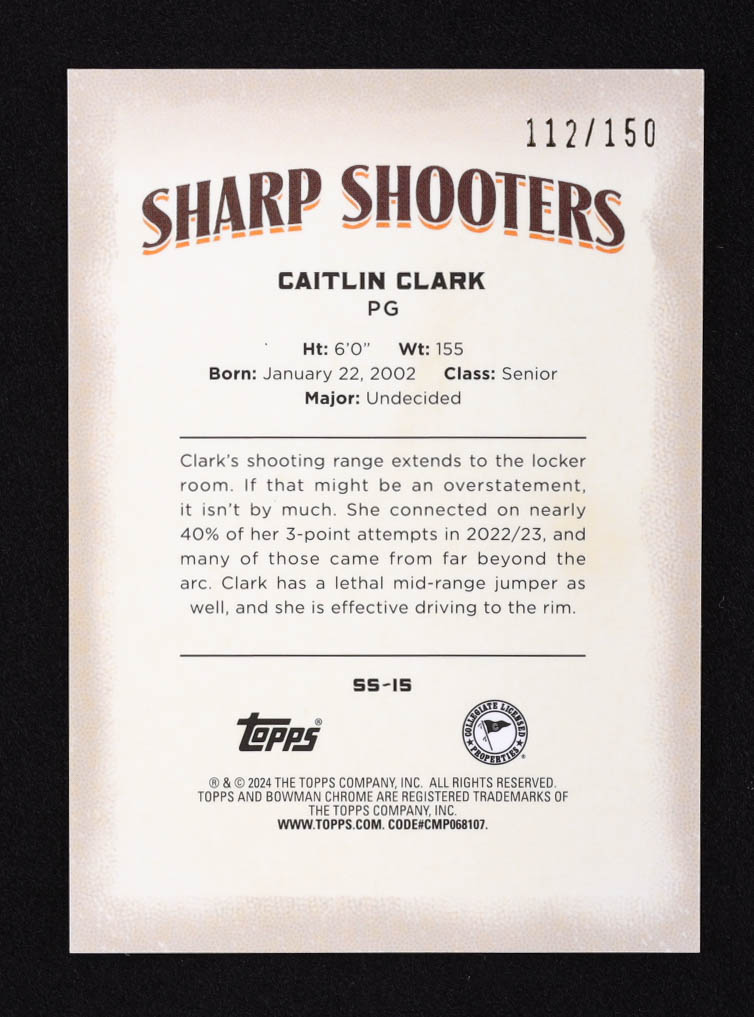 112/150
SHARP SHOOTERS
CAITLIN CLARK
PG
Ht: 6'0" Wt: 155
Born: January 22, 2002 Class: Senior
Major: Undecided
Clark's shooting range extends to the locker
room. If that might be an overstatement,
it isn't by much. She connected on nearly
40% of her 3-point attempts in 2022/23, and
many of those came from far beyond the
arc. Clark has a lethal mid-range jumper as
well, and she is effective driving to the rim.
SS-15
Topps®
COLLEGIATE LICENSED PROPERTIES®
® & © 2024 THE TOPPS COMPANY, INC. ALL RIGHTS RESERVED.
TOPPS AND BOWMAN CHROME ARE REGISTERED TRADEMARKS OF
THE TOPPS COMPANY, INC.
WWW.TOPPS.COM. CODE#CMP068107.